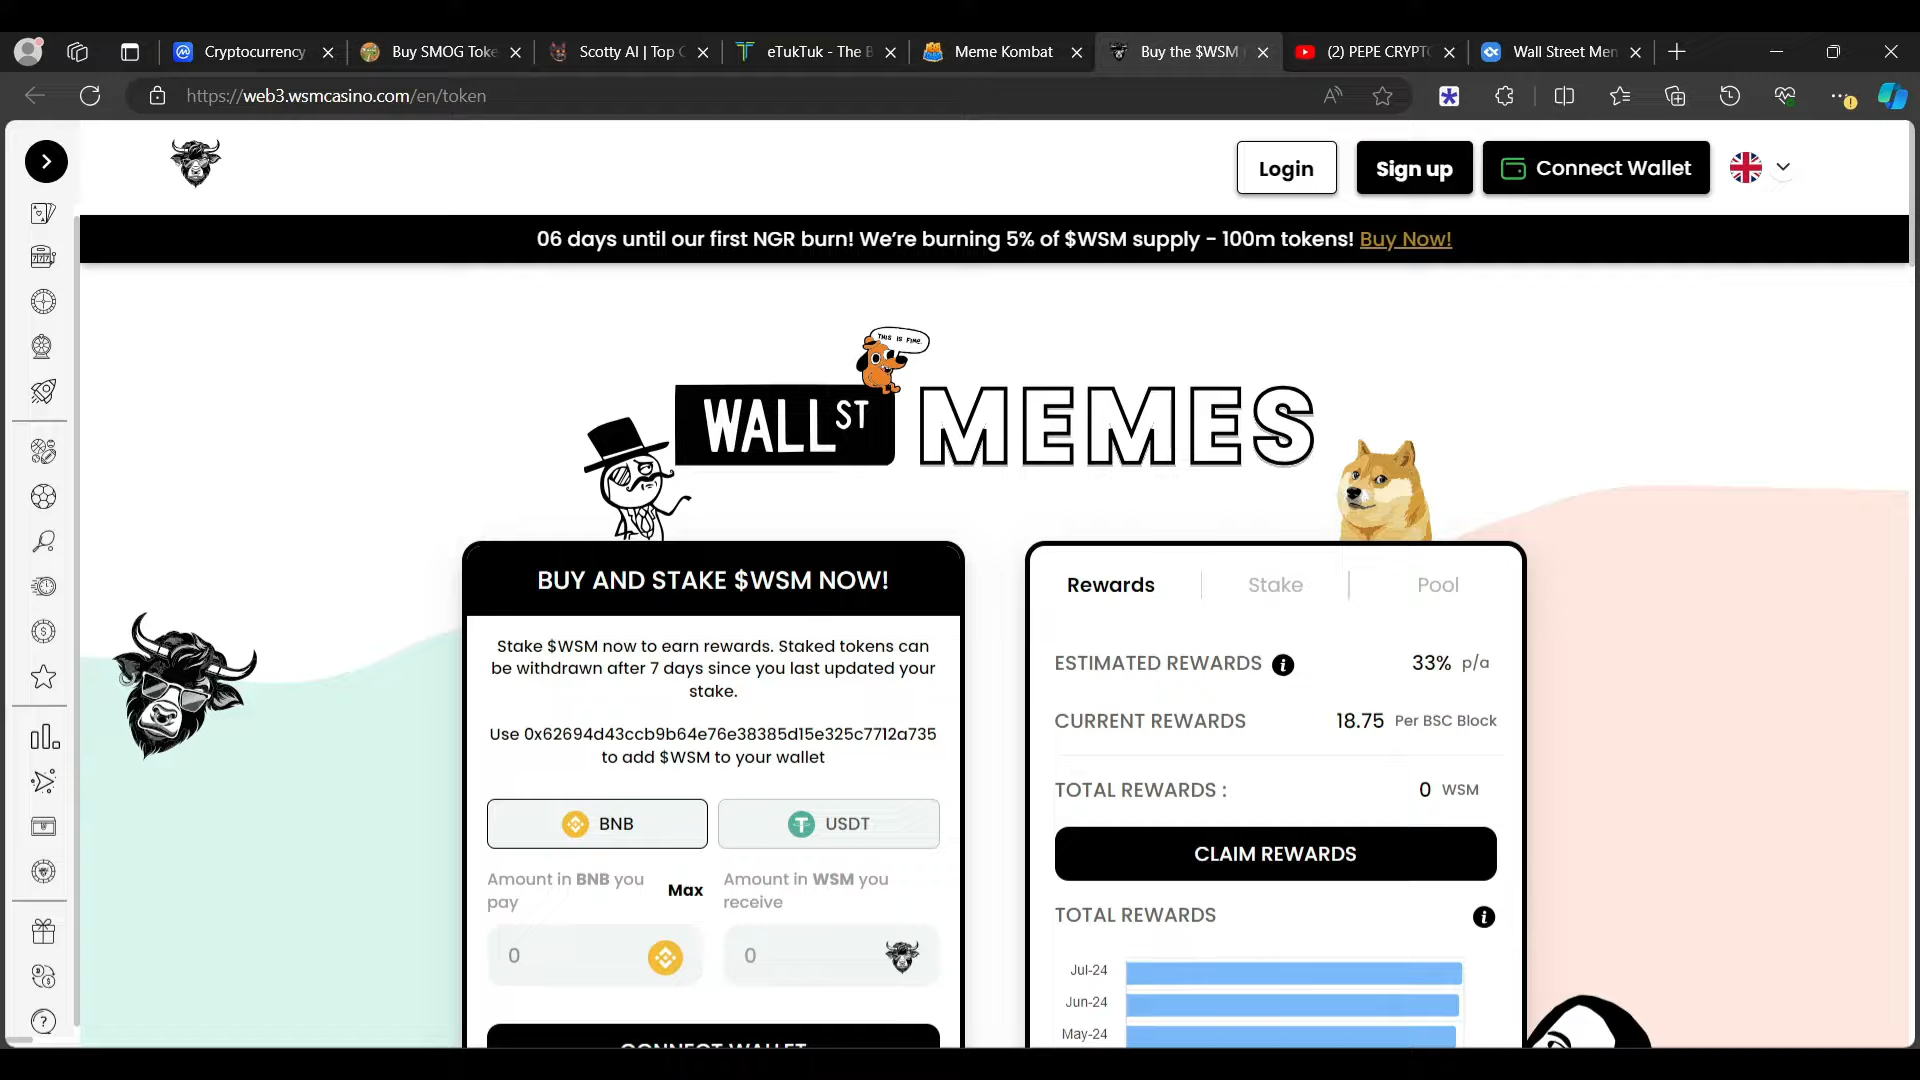 Cryptocurrency
Buy SMOG Toke
Scotty AI | Top C
eTukTuk - The B
Meme Kombat
Buy the $WSM
(2) PEPE CRYPT
Wall Street Mem
https://web3.wsmcasino.com/en/token
Login
Sign up
Connect Wallet
06 days until our first NGR burn! We're burning 5% of $WSM supply - 100m tokens! Buy Now!
THIS IS FINE.
WALL ST MEMES
BUY AND STAKE $WSM NOW!
Stake $WSM now to earn rewards. Staked tokens can
be withdrawn after 7 days since you last updated your
stake.
Use 0x62694d43ccb9b64e76e38385d15e325c7712a735
to add $WSM to your wallet
BNB
USDT
Amount in BNB you
pay
Max
Amount in WSM you
receive
0
0
CONNECT WALLET
Rewards
Stake
Pool
ESTIMATED REWARDS
33% p/a
CURRENT REWARDS
18.75 Per BSC Block
TOTAL REWARDS :
0 WSM
CLAIM REWARDS
TOTAL REWARDS
Jul-24
Jun-24
May-24